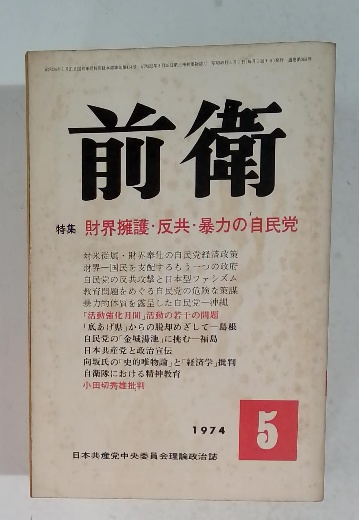 前衛
特集 財界擁護・反共・暴力の自民党
対米従属・財界奉仕の自民党経済政策
財界―国民を支配するもう一つの政府
自民党の反共攻撃と日本型ファシズム
教育問題をめぐる自民党の危険な策謀
暴力的体質を露呈した自民党―沖縄
「活動強化月間」活動の若干の問題
「底あげ県」からの脱却めざして―島根
自民党の「金城湯池」に挑む―福島
日本共産党と政治宣伝
向坂氏の「史的唯物論」と「経済学」批判
自衛隊における精神教育
小田切秀雄批判
1974 5
日本共産党中央委員会理論政治誌